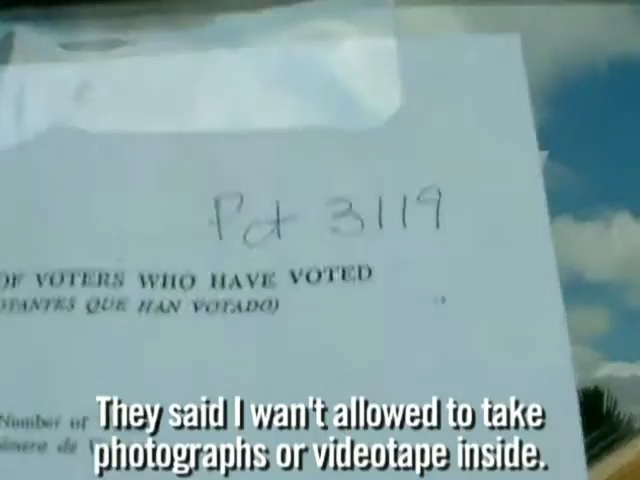 Pct 3119
OF VOTERS WHO HAVE VOTED
QUE HAN VOTADO)
Number of
de
They said I wan't allowed to take
photographs or videotape inside.